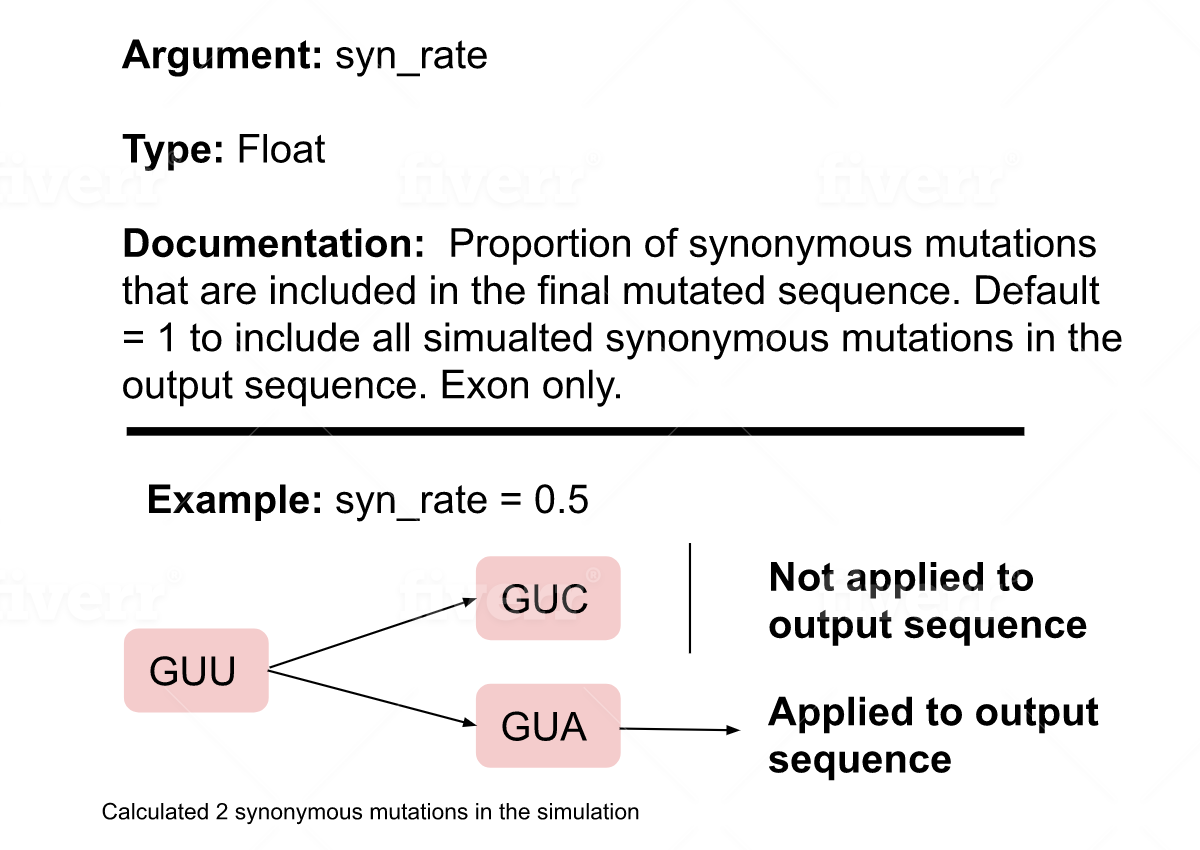 Argument: syn_rate
Type: Float
Documentation: Proportion of synonymous mutations
that are included in the final mutated sequence. Default
= 1 to include all simualted synonymous mutations in the
output sequence. Exon only.
Example: syn_rate = 0.5
GUU
GUC
GUA
Not applied to
output sequence
Applied to output
sequence
Calculated 2 synonymous mutations in the simulation
fiverr®
fiverr®
fiverr®
fiverr®
fiverr®
fiverr